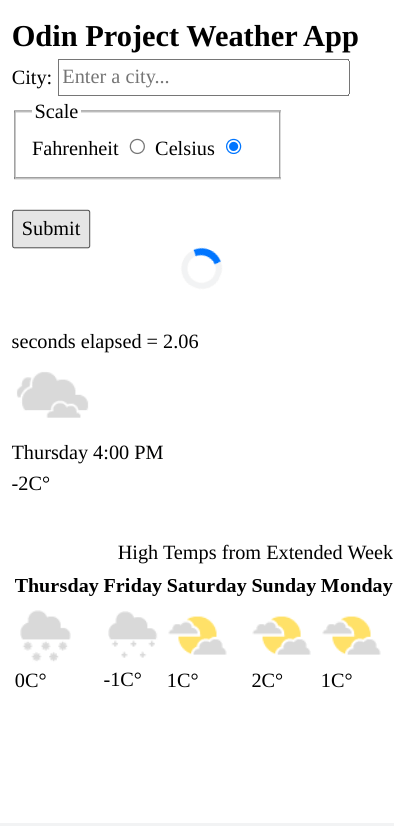 Odin Project Weather App
City: Enter a city...
Scale
Fahrenheit Celsius
Submit
seconds elapsed = 2.06
Thursday 4:00 PM
-2C°
High Temps from Extended Week
Thursday Friday Saturday Sunday Monday
0C° -1C° 1C° 2C° 1C°